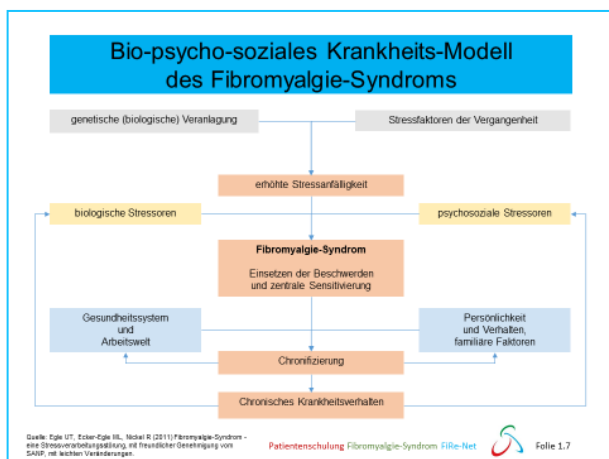 Bio-psycho-soziales Krankheits-Modell
des Fibromyalgie-Syndroms
genetische (biologische) Veranlagung
Stressfaktoren der Vergangenheit
erhöhte Stressanfälligkeit
biologische Stressoren
psychosoziale Stressoren
Fibromyalgie-Syndrom
Einsetzen der Beschwerden
und zentrale Sensitivierung
Gesundheitssystem
und
Arbeitswelt
Persönlichkeit
und Verhalten,
familiäre Faktoren
Chronifizierung
Chronisches Krankheitsverhalten
Quelle: Egle UT, Ecker-Egle ML, Nickel R (2011) Fibromyalgie-Syndrom -
eine Stressverarbeitungsstörung, mit freundlicher Genehmigung vom
SANP, mit leichten Veränderungen.
Patientenschulung Fibromyalgie-Syndrom FiRe-Net
Folie 1.7